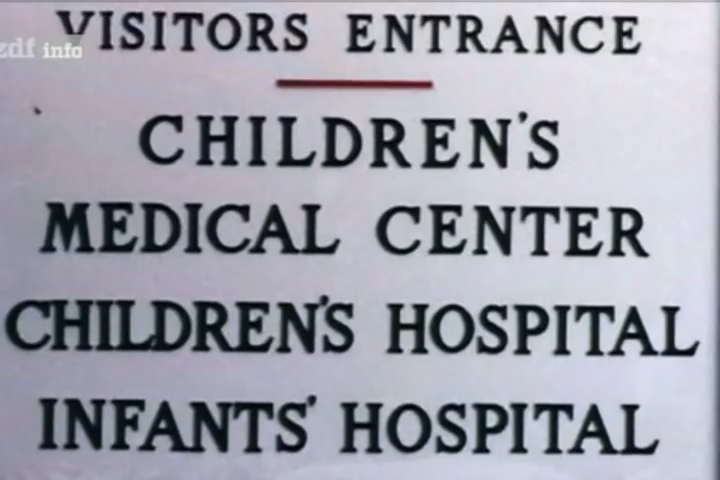 VISITORS ENTRANCE
zdf info
CHILDREN'S
MEDICAL CENTER
CHILDREN'S HOSPITAL
INFANTS' HOSPITAL